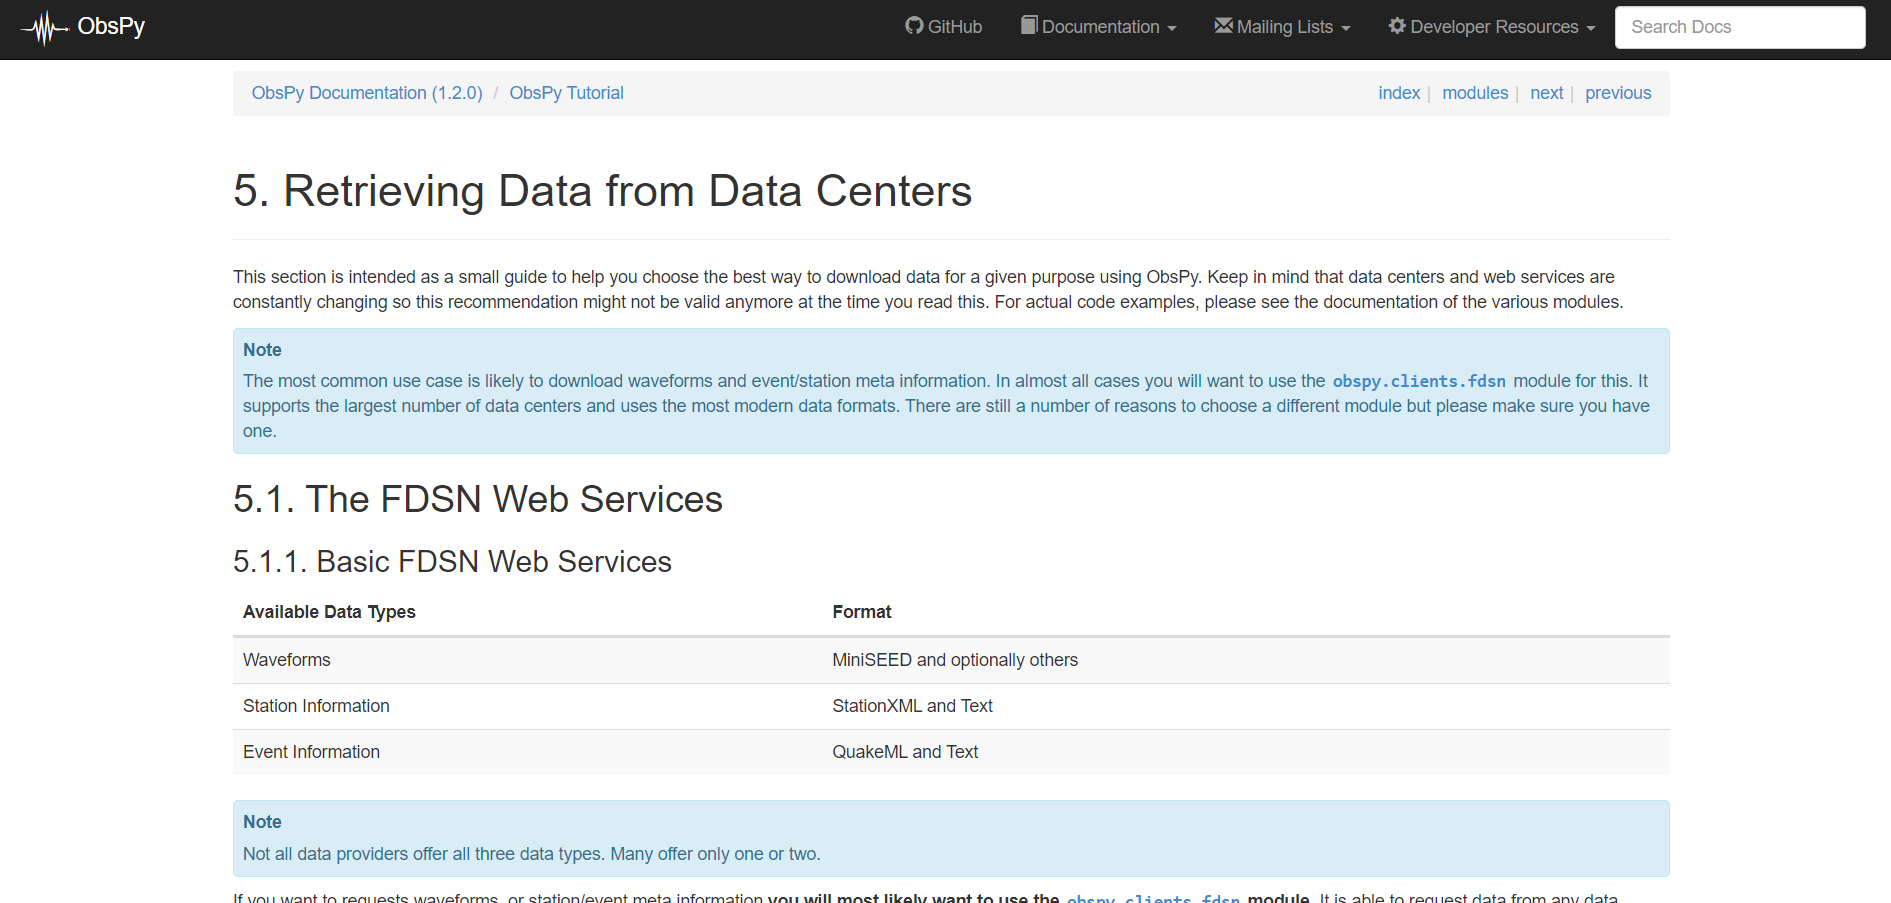 ObsPy
GitHub
Documentation
Mailing Lists
Developer Resources
Search Docs
ObsPy Documentation (1.2.0) / ObsPy Tutorial
index | modules | next | previous
5. Retrieving Data from Data Centers
This section is intended as a small guide to help you choose the best way to download data for a given purpose using ObsPy. Keep in mind that data centers and web services are
constantly changing so this recommendation might not be valid anymore at the time you read this. For actual code examples, please see the documentation of the various modules.
Note
The most common use case is likely to download waveforms and event/station meta information. In almost all cases you will want to use the obspy.clients.fdsn module for this. It
supports the largest number of data centers and uses the most modern data formats. There are still a number of reasons to choose a different module but please make sure you have
one.
5.1. The FDSN Web Services
5.1.1. Basic FDSN Web Services
Available Data Types Format
Waveforms MiniSEED and optionally others
Station Information StationXML and Text
Event Information QuakeML and Text
Note
Not all data providers offer all three data types. Many offer only one or two.
If you want to requests waveforms, or station/event meta information you will most likely want to use the obspy.clients.fdsn module. It is able to request data from any data